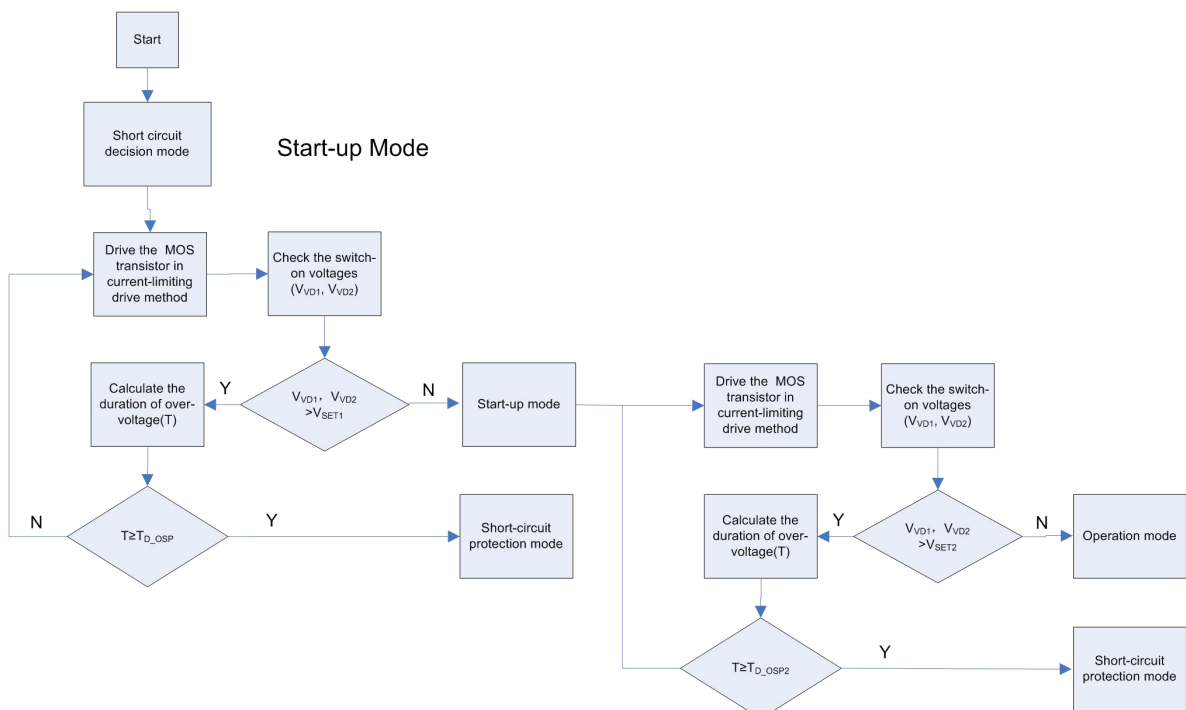 Start
Short circuit
decision mode
Start-up Mode
Drive the MOS
transistor in
current-limiting
drive method
Check the switch-
on voltages
(VVD1, VVD2)
Calculate the
duration of over-
voltage(T)
Y
VVD1, VVD2
>VSET1
N
Start-up mode
Drive the MOS
transistor in
current-limiting
drive method
Check the switch-
on voltages
(VVD1, VVD2)
N
T≥TD_OSP
Y
Short-circuit
protection mode
Calculate the
duration of over-
voltage(T)
Y
VVD1, VVD2
>VSET2
N
Operation mode
T≥TD_OSP2
Y
Short-circuit
protection mode